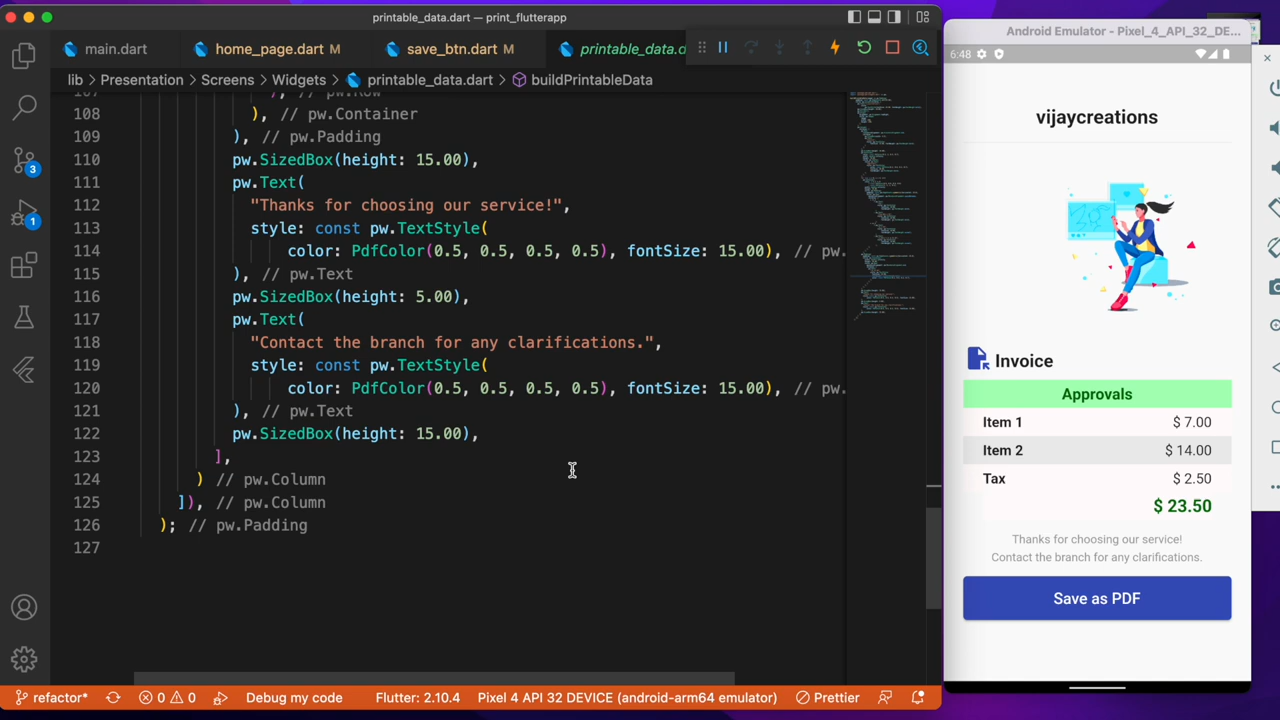 printable_data.dart — print_flutterapp
main.dart
home_page.dart M
save_btn.dart M
printable_data.d
lib > Presentation > Screens > Widgets > printable_data.dart > buildPrintableData
107 ), // pw.Row
108 ), // pw.Container
109 ), // pw.Padding
110 pw.SizedBox(height: 15.00),
111 pw.Text(
112 "Thanks for choosing our service!",
113 style: const pw.TextStyle(
114 color: PdfColor(0.5, 0.5, 0.5, 0.5), fontSize: 15.00), // pw.
115 ), // pw.Text
116 pw.SizedBox(height: 5.00),
117 pw.Text(
118 "Contact the branch for any clarifications.",
119 style: const pw.TextStyle(
120 color: PdfColor(0.5, 0.5, 0.5, 0.5), fontSize: 15.00), // pw.
121 ), // pw.Text
122 pw.SizedBox(height: 15.00),
123 ],
124 ) // pw.Column
125 ]), // pw.Column
126 ); // pw.Padding
127
3
1
refactor*
0 0
Debug my code
Flutter: 2.10.4
Pixel 4 API 32 DEVICE (android-arm64 emulator)
Prettier
Android Emulator - Pixel_4_API_32_DE...
6:48
vijaycreations
Invoice
Approvals
Item 1 $ 7.00
Item 2 $ 14.00
Tax $ 2.50
$ 23.50
Thanks for choosing our service!
Contact the branch for any clarifications.
Save as PDF